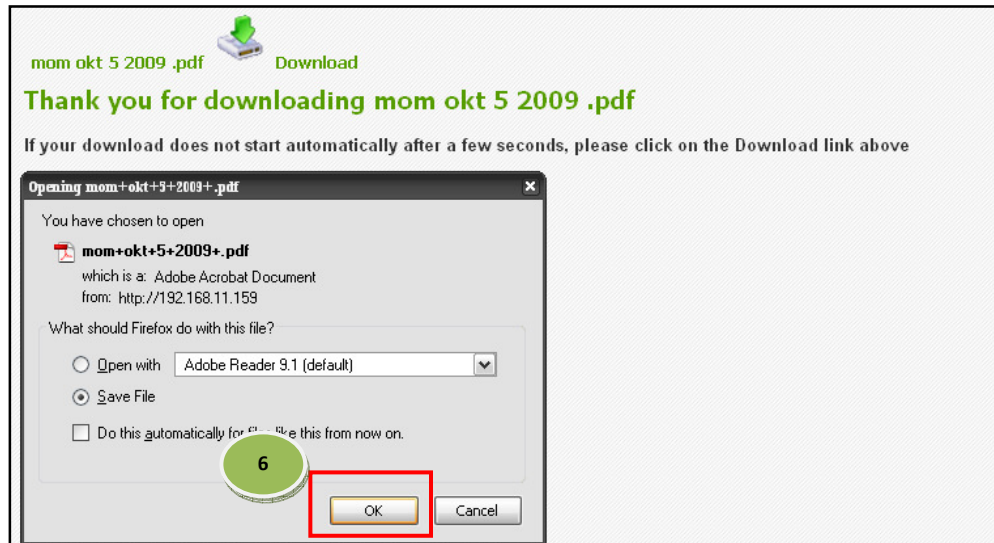 mom okt 5 2009 .pdf Download
Thank you for downloading mom okt 5 2009 .pdf
If your download does not start automatically after a few seconds, please click on the Download link above
Opening mom+okt+5+2009+.pdf
You have chosen to open
mom+okt+5+2009+.pdf
which is a: Adobe Acrobat Document
from: http://192.168.11.159
What should Firefox do with this file?
Open with Adobe Reader 9.1 (default)
Save File
Do this automatically for files like this from now on.
6
OK Cancel